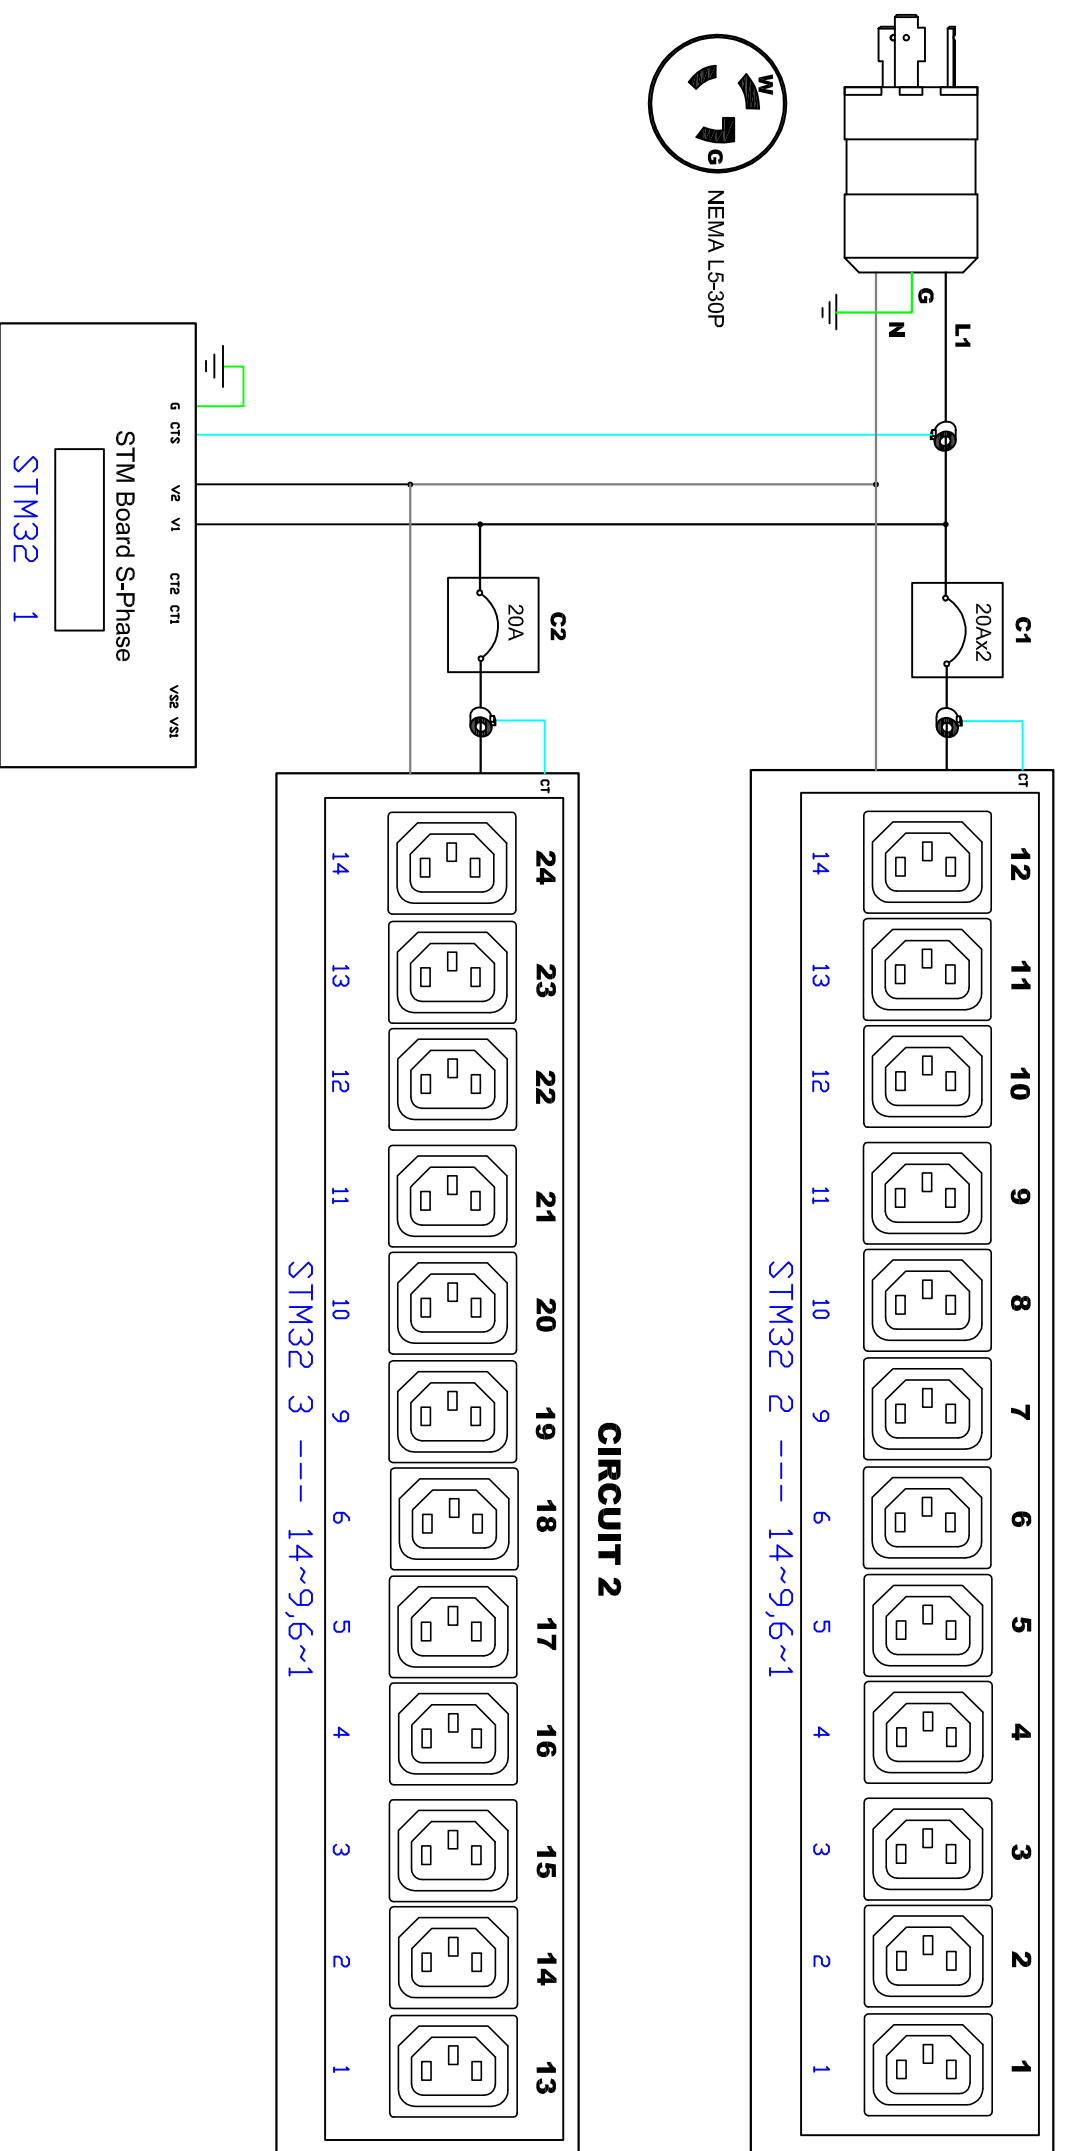 W
G
NEMA L5-30P
G
N
L1
C1
20Ax2
CT
12 11 10 9 8 7 6 5 4 3 2 1
14 13 12 11 10 9 6 5 4 3 2 1
STM32 2 --- 14~9,6~1
CIRCUIT 2
C2
20A
CT
24 23 22 21 20 19 18 17 16 15 14 13
14 13 12 11 10 9 6 5 4 3 2 1
STM32 3 --- 14~9,6~1
G CTS V2 V1 CT2 CT1 VS2 VS1
STM Board S-Phase
STM32 1